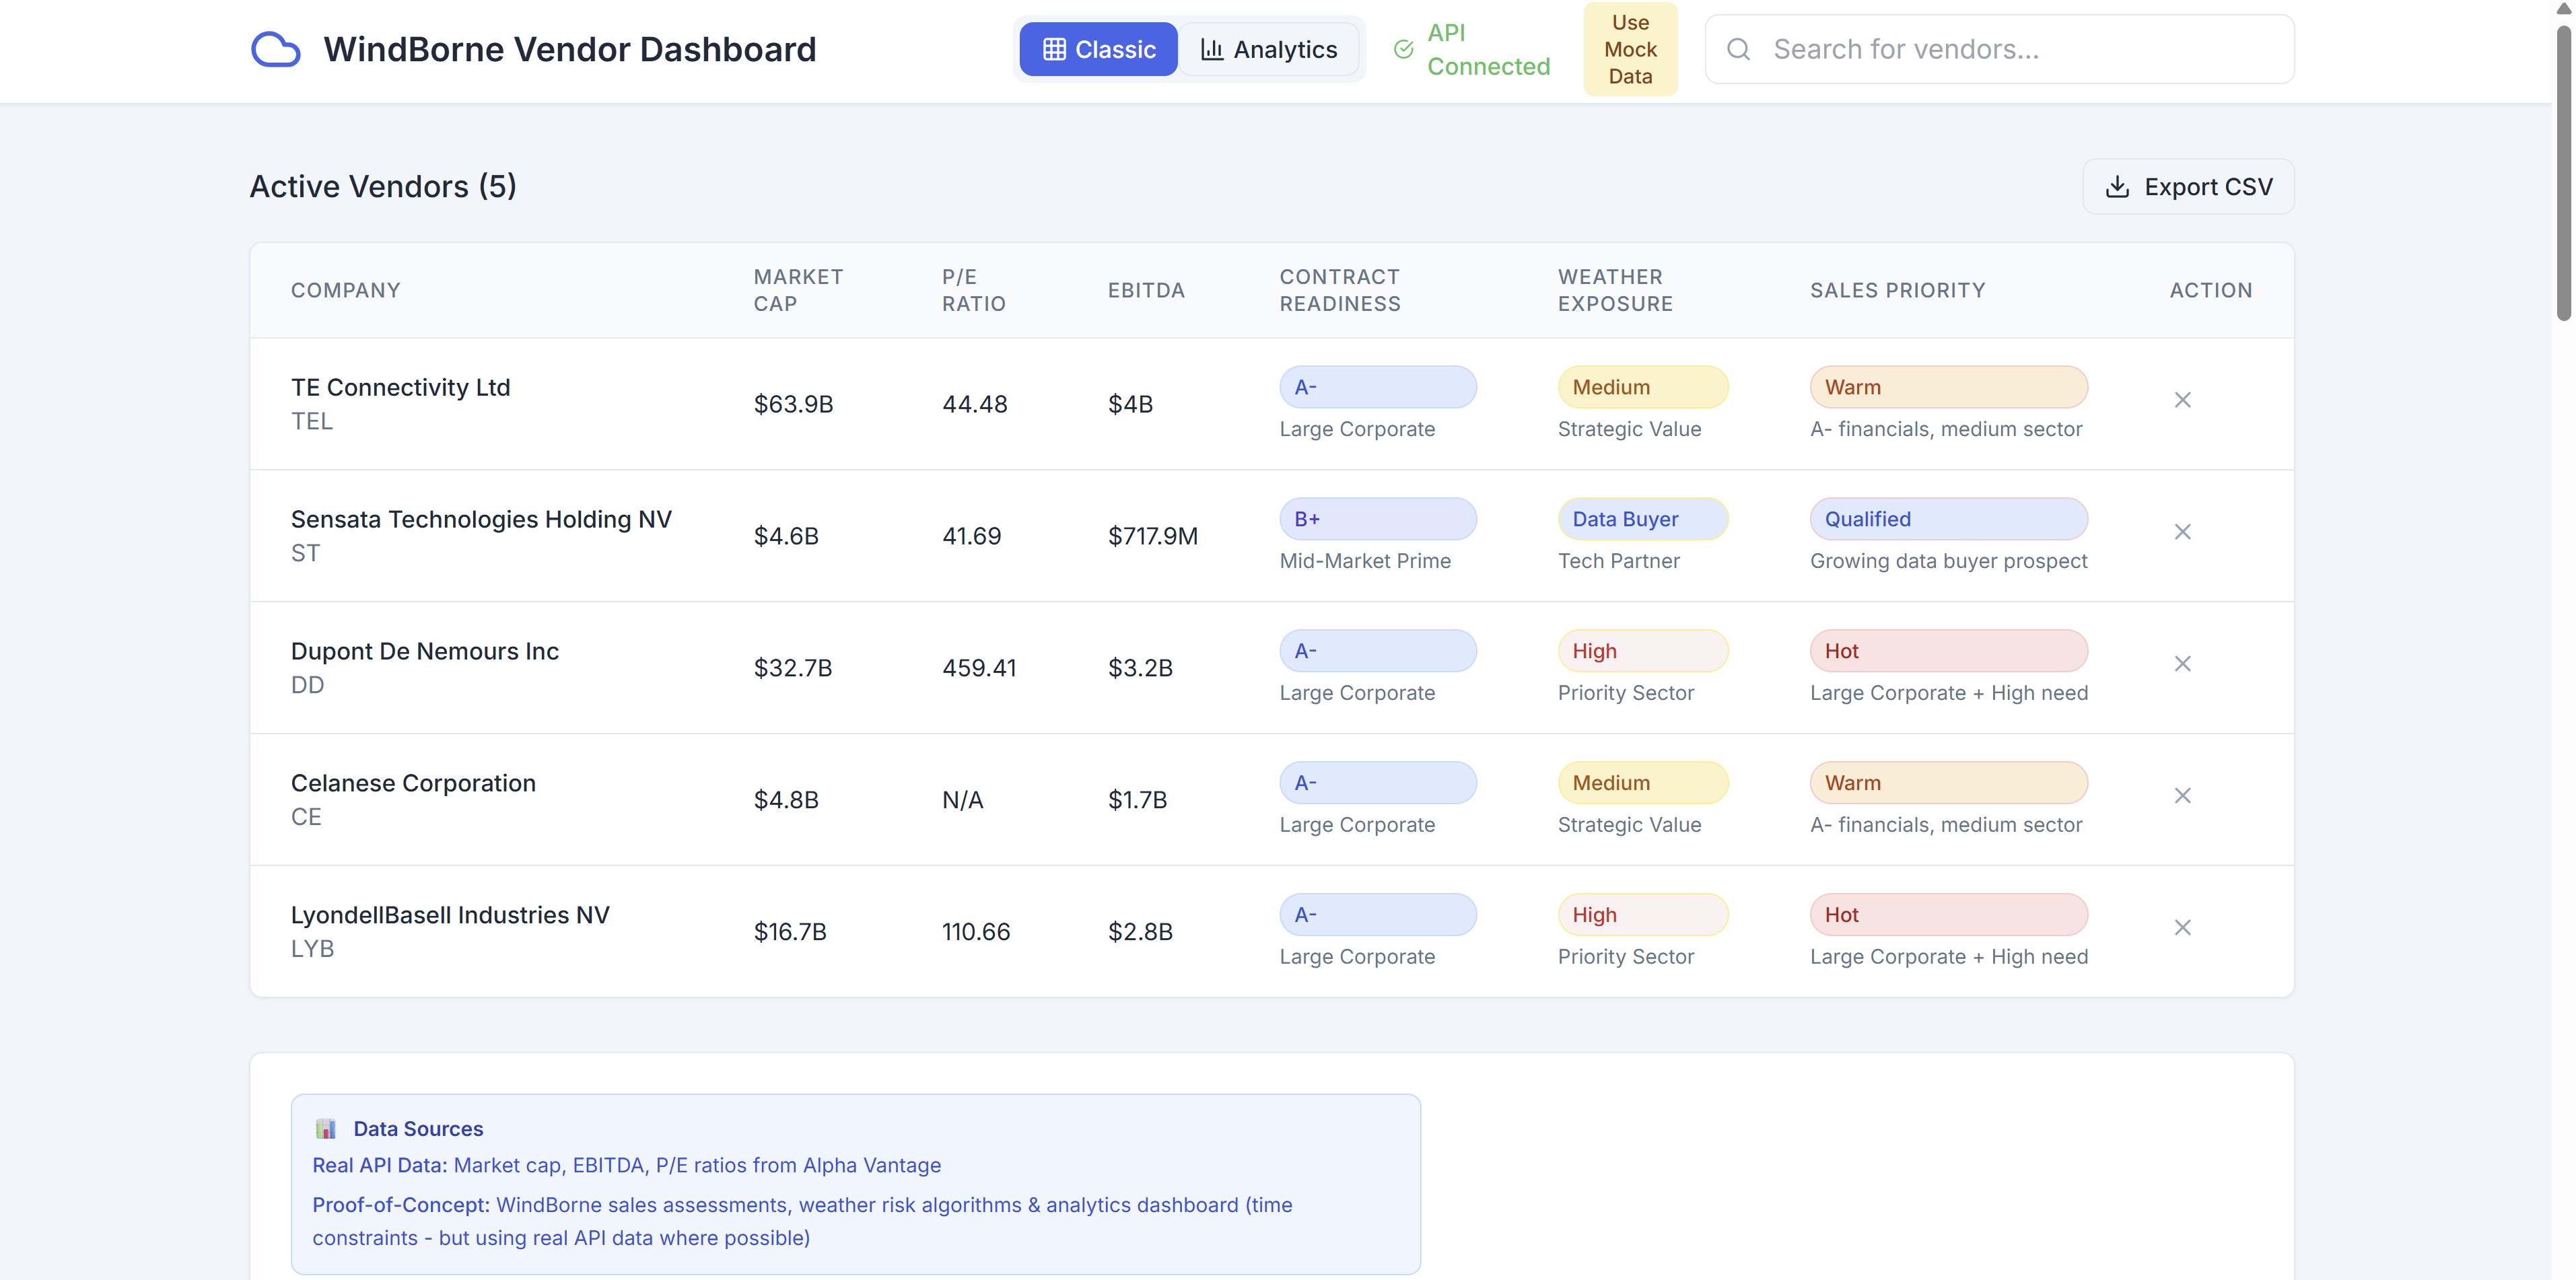 WindBorne Vendor Dashboard
Classic
Analytics
API
Connected
Use
Mock
Data
Search for vendors...
Active Vendors (5)
Export CSV
COMPANY
MARKET
CAP
P/E
RATIO
EBITDA
CONTRACT
READINESS
WEATHER
EXPOSURE
SALES PRIORITY
ACTION
TE Connectivity Ltd
TEL
$63.9B
44.48
$4B
A-
Large Corporate
Medium
Strategic Value
Warm
A- financials, medium sector
Sensata Technologies Holding NV
ST
$4.6B
41.69
$717.9M
B+
Mid-Market Prime
Data Buyer
Tech Partner
Qualified
Growing data buyer prospect
Dupont De Nemours Inc
DD
$32.7B
459.41
$3.2B
A-
Large Corporate
High
Priority Sector
Hot
Large Corporate + High need
Celanese Corporation
CE
$4.8B
N/A
$1.7B
A-
Large Corporate
Medium
Strategic Value
Warm
A- financials, medium sector
LyondellBasell Industries NV
LYB
$16.7B
110.66
$2.8B
A-
Large Corporate
High
Priority Sector
Hot
Large Corporate + High need
Data Sources
Real API Data: Market cap, EBITDA, P/E ratios from Alpha Vantage
Proof-of-Concept: WindBorne sales assessments, weather risk algorithms & analytics dashboard (time
constraints - but using real API data where possible)